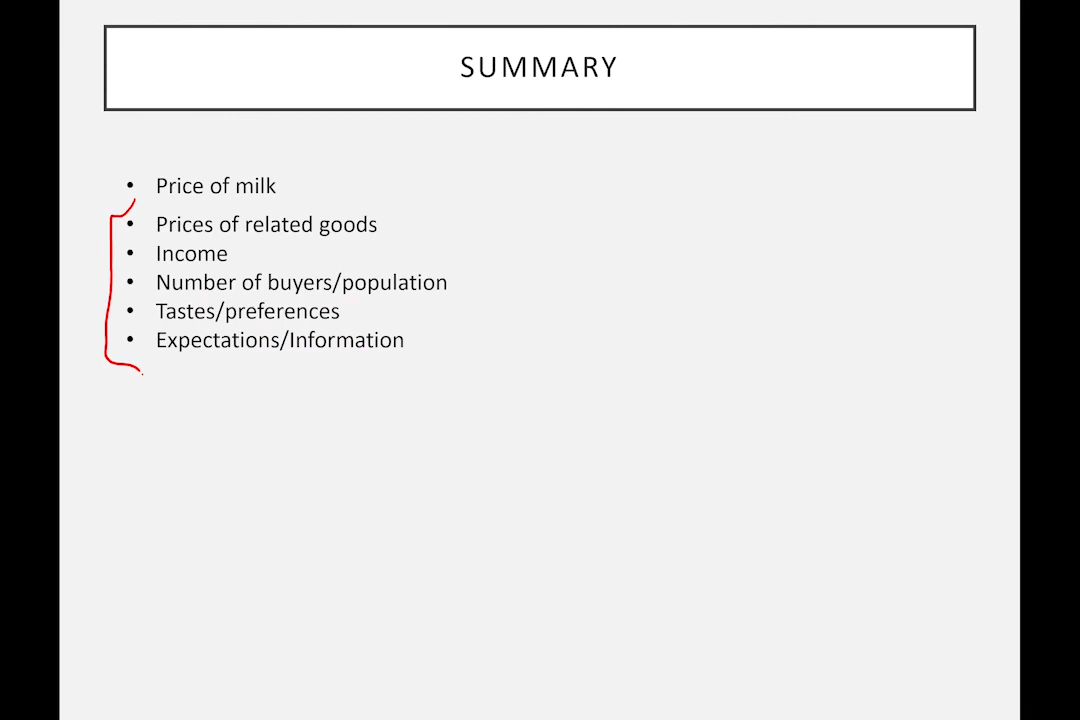 SUMMARY
• Price of milk
• Prices of related goods
• Income
• Number of buyers/population
• Tastes/preferences
• Expectations/Information